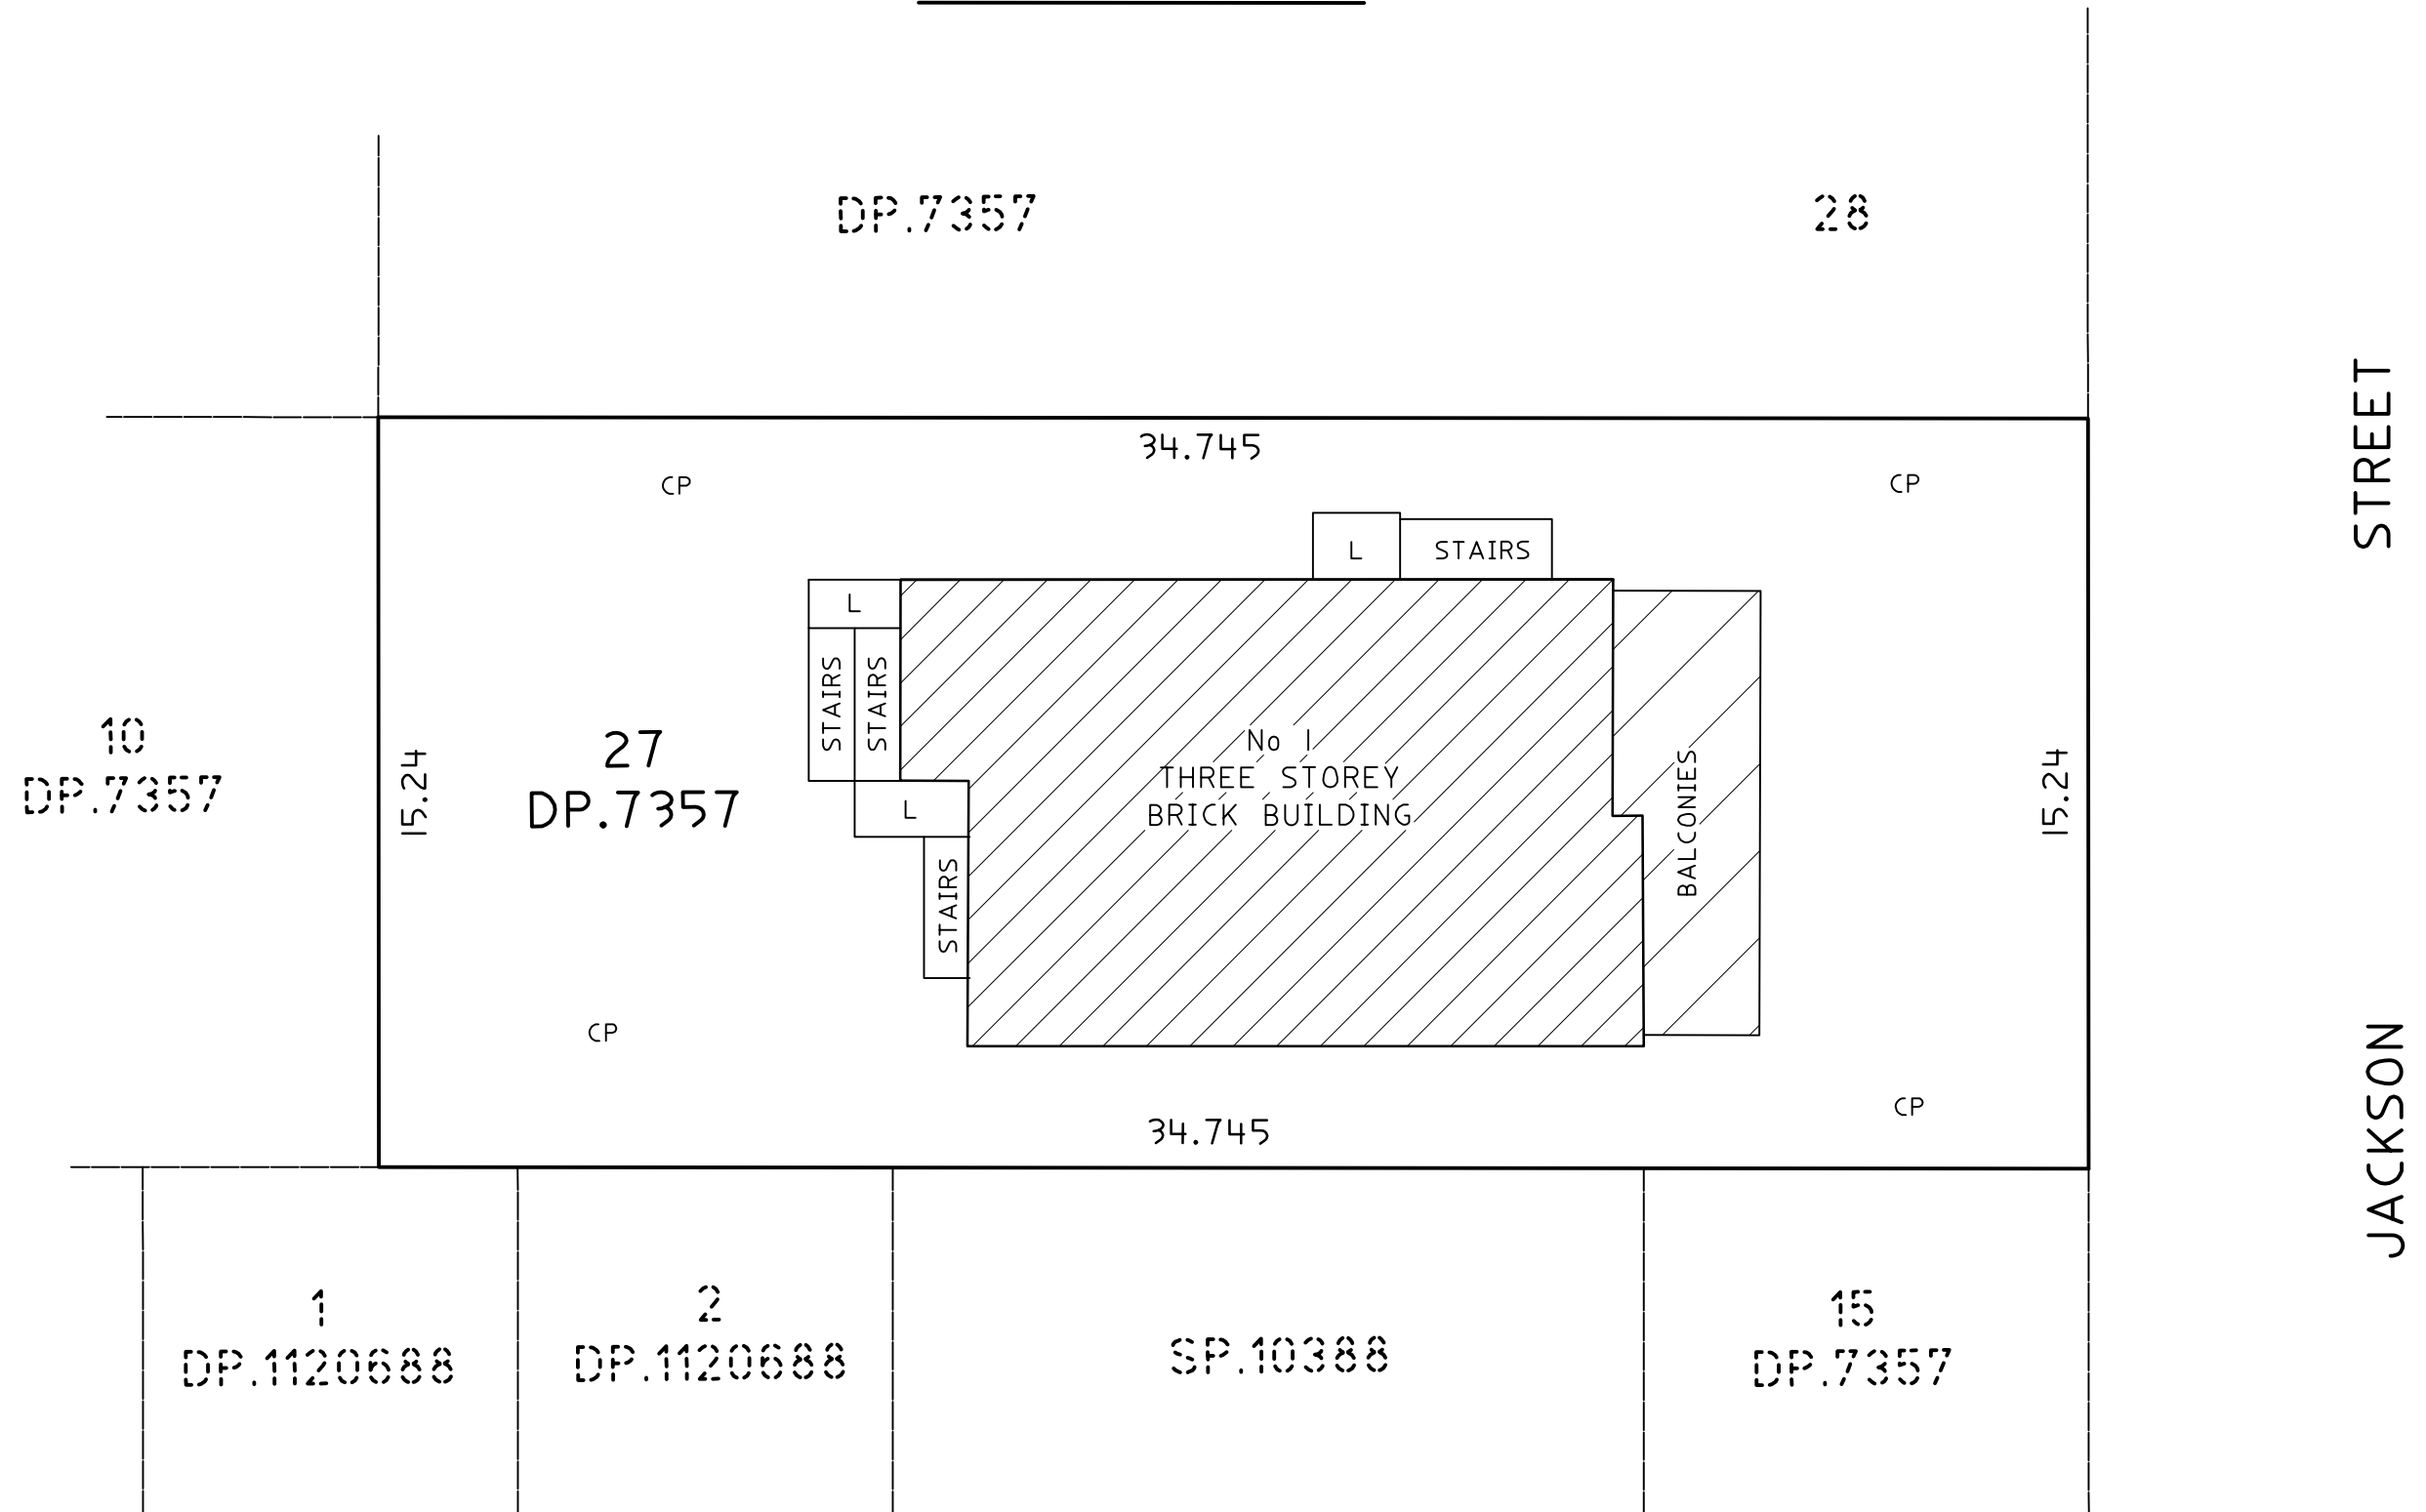 DP.7357
28
34.745
CP
CP
L
STAIRS
L
STAIRS
STAIRS
10
DP.7357
15.24
27
DP.7357
No 1
THREE STOREY
BRICK BUILDING
BALCONIES
15.24
L
STAIRS
CP
CP
34.745
1
DP.1120688
2
DP.1120688
SP.10388
15
DP.7357
JACKSON STREET